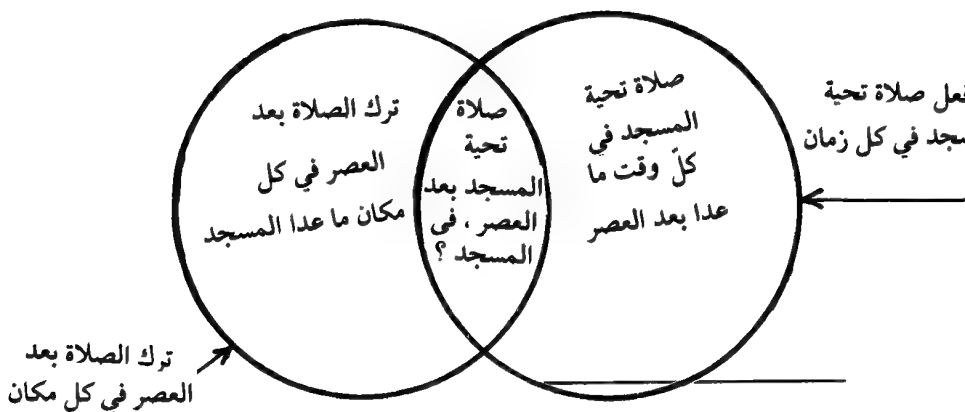 فعل صلاة تحية
سجد في كل زمان
صلاة تحية
المسجد في
كلّ وقت ما
عدا بعد العصر
صلاة
تحية
المسجد بعد
العصر ، في
المسجد ؟
ترك الصلاة بعد
العصر في كل
مكان ما عدا المسجد
ترك الصلاة بعد
العصر في كل مكان